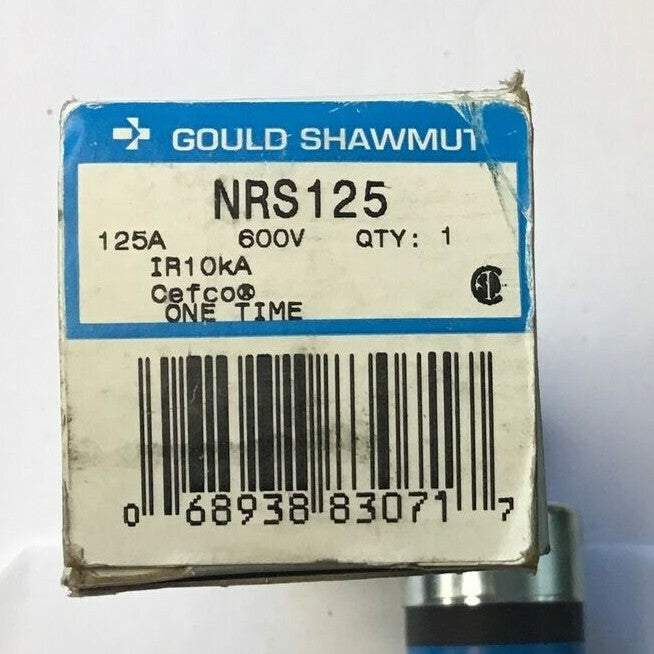 GOULD SHAWMUT
NRS125
125A 600V QTY: 1
IR10kA
Cefco®
ONE TIME
0 68938 83071 7